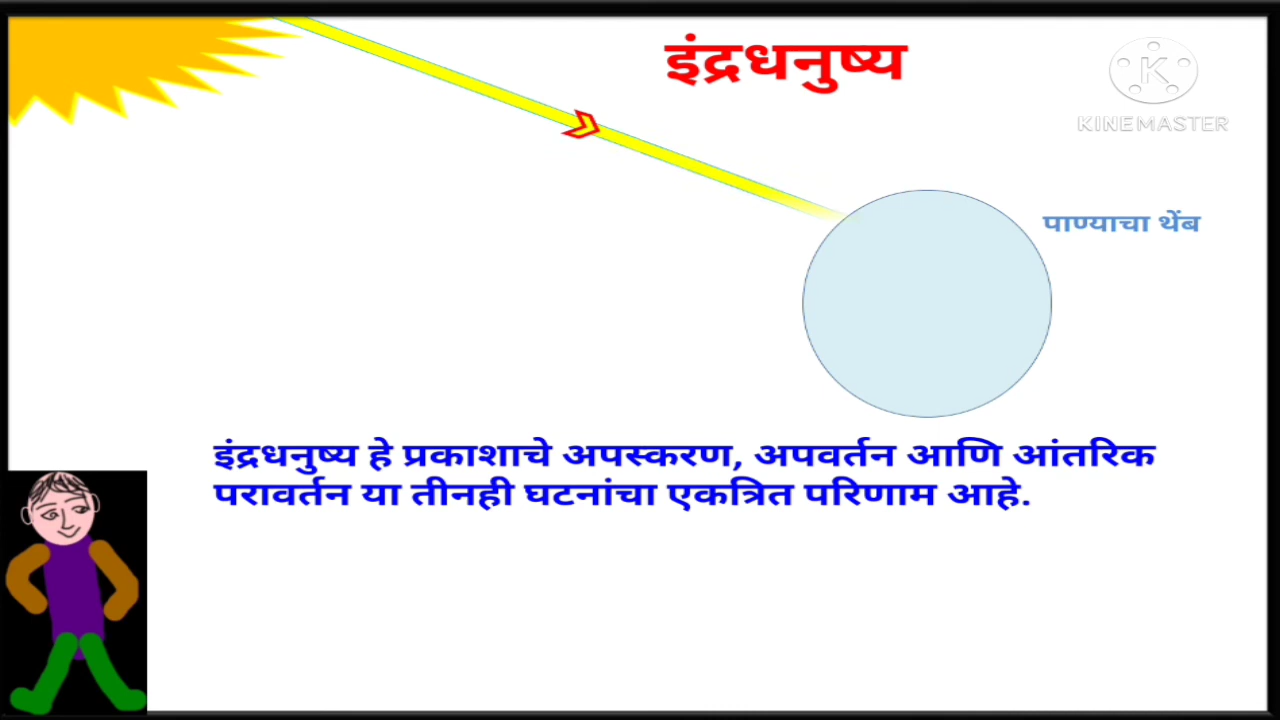 इंद्रधनुष्य
KINEMASTER
पाण्याचा थेंब
इंद्रधनुष्य हे प्रकाशाचे अपस्करण, अपवर्तन आणि आंतरिक
परावर्तन या तीनही घटनांचा एकत्रित परिणाम आहे.